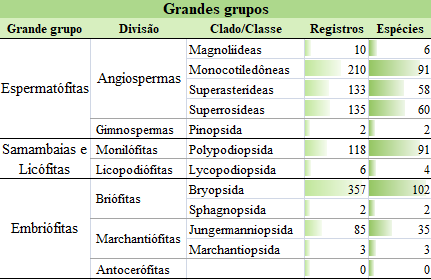 Grandes grupos
Grande grupo Divisão Clado/Classe Registros Espécies
Espermatófitas Angiospermas Magnoliídeas 10 6
Monocotiledôneas 210 91
Superasterídeas 133 58
Superrosídeas 135 60
Gimnospermas Pinopsida 2 2
Samambaias e Licófitas Monilófitas Polypodiopsida 118 91
Licopodiófitas Lycopodiopsida 6 4
Embriófitas Briófitas Bryopsida 357 102
Sphagnopsida 2 2
Marchantiófitas Jungermanniopsida 85 35
Marchantiopsida 3 3
Antocerófitas 0 0